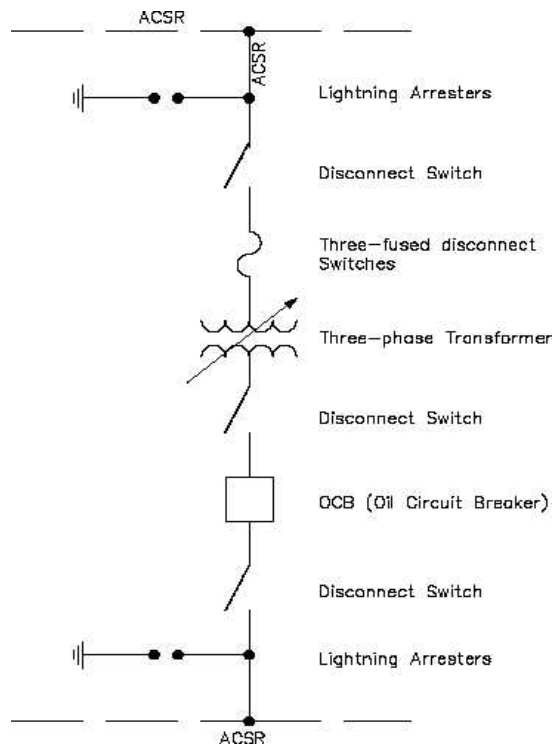 ACSR
ACSR
Lightning Arresters
Disconnect Switch
Three-fused disconnect
Switches
Three-phase Transformer
Disconnect Switch
OCB (Oil Circuit Breaker)
Disconnect Switch
Lightning Arresters
ACSR